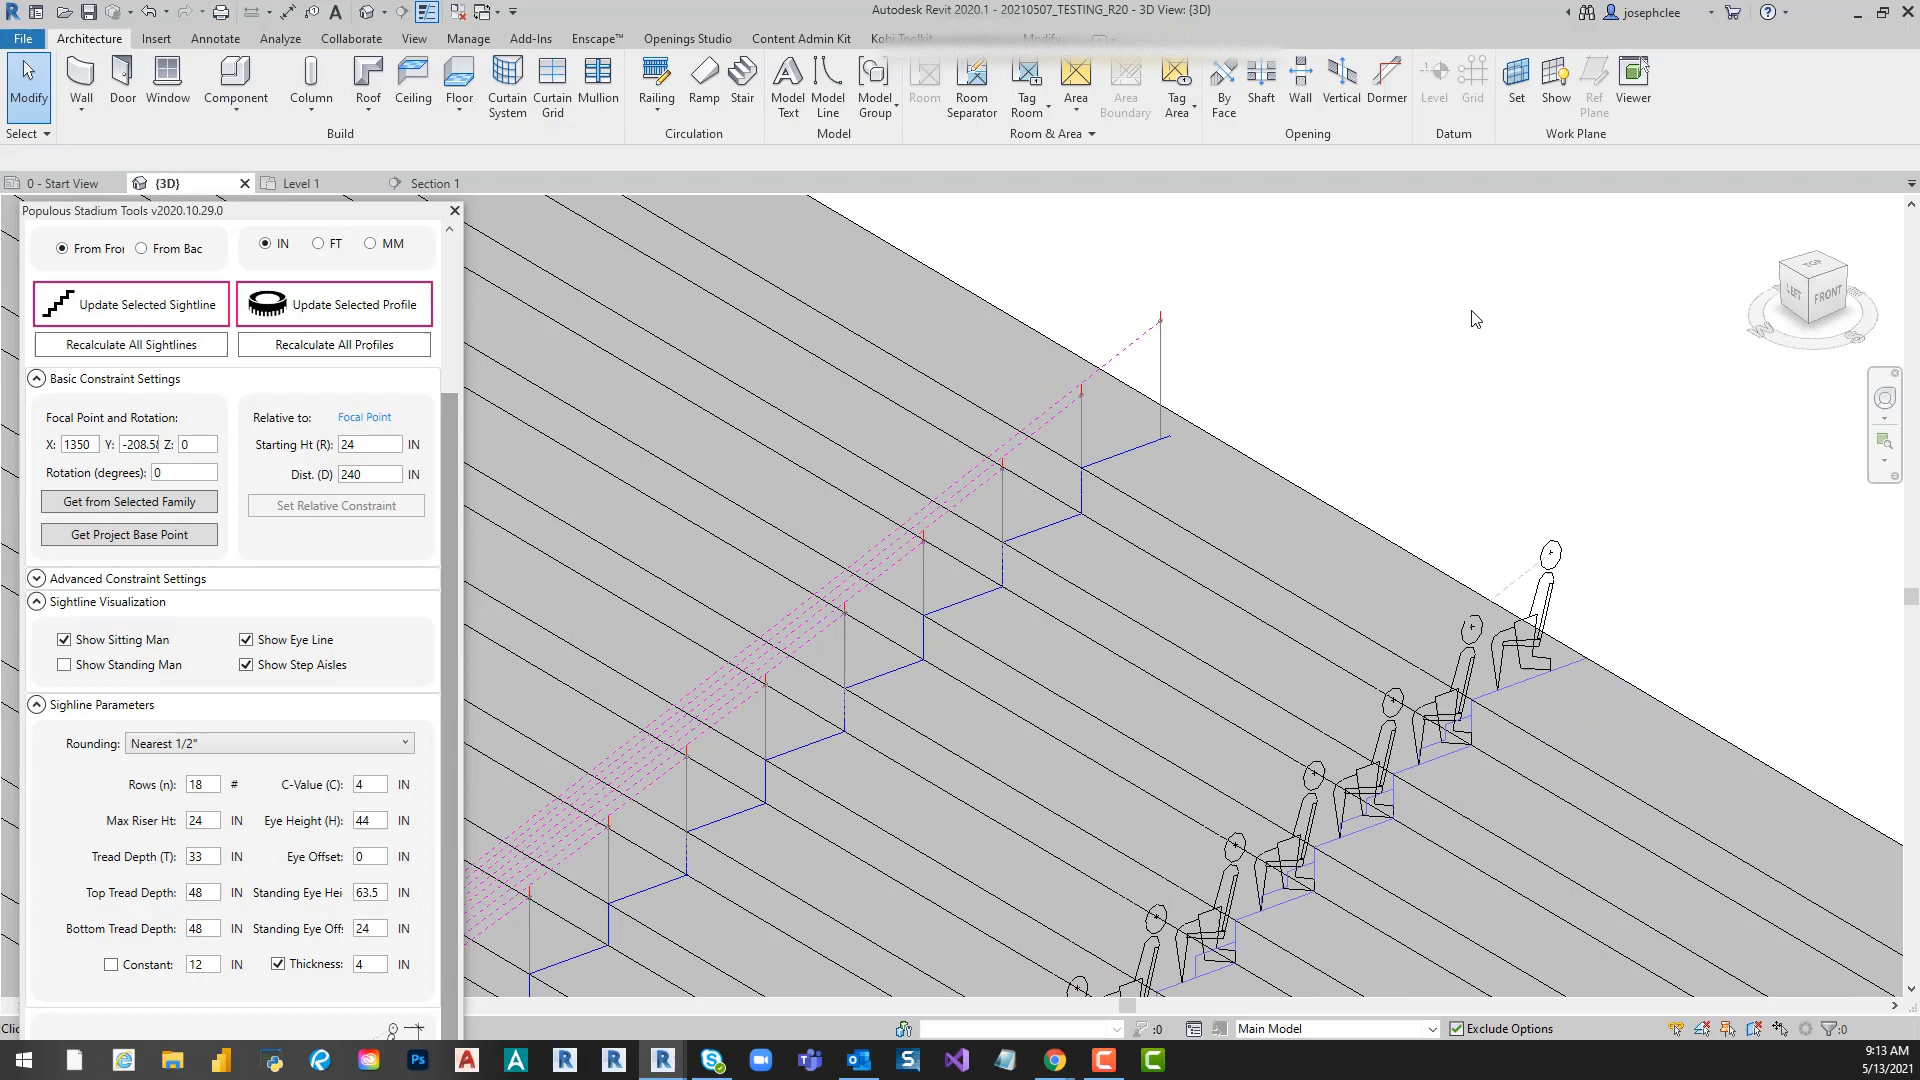 Autodesk Revit 2020.1 - 20210507_TESTING_R20 - 3D View: {3D}
josephclee
File
Architecture
Insert
Annotate
Analyze
Collaborate
View
Manage
Add-Ins
Enscape™
Openings Studio
Content Admin Kit
Modify
Wall
Door
Window
Component
Column
Roof
Ceiling
Floor
Curtain System
Curtain Grid
Mullion
Railing
Ramp
Stair
Model Text
Model Line
Model Group
Room
Room Separator
Tag Room
Area
Area Boundary
Tag Area
By Face
Shaft
Wall
Vertical
Dormer
Level
Grid
Set
Show
Ref Plane
Viewer
Select
Build
Circulation
Model
Room & Area
Opening
Datum
Work Plane
0 - Start View
{3D}
Level 1
Section 1
Populous Stadium Tools v2020.10.29.0
From Fror
From Bac
IN
FT
MM
Update Selected Sightline
Update Selected Profile
Recalculate All Sightlines
Recalculate All Profiles
Basic Constraint Settings
Focal Point and Rotation:
Relative to: Focal Point
X: 1350 Y: -208.58 Z: 0
Starting Ht (R): 24 IN
Rotation (degrees): 0
Dist. (D) 240 IN
Get from Selected Family
Set Relative Constraint
Get Project Base Point
Advanced Constraint Settings
Sightline Visualization
Show Sitting Man
Show Eye Line
Show Standing Man
Show Step Aisles
Sighline Parameters
Rounding: Nearest 1/2"
Rows (n): 18 #
C-Value (C): 4 IN
Max Riser Ht: 24 IN
Eye Height (H): 44 IN
Tread Depth (T): 33 IN
Eye Offset: 0 IN
Top Tread Depth: 48 IN
Standing Eye Hei 63.5 IN
Bottom Tread Depth: 48 IN
Standing Eye Off: 24 IN
Constant: 12 IN
Thickness: 4 IN
TOP
LEFT
FRONT
W
S
Clic
:0
Main Model
Exclude Options
:0
9:13 AM
5/13/2021